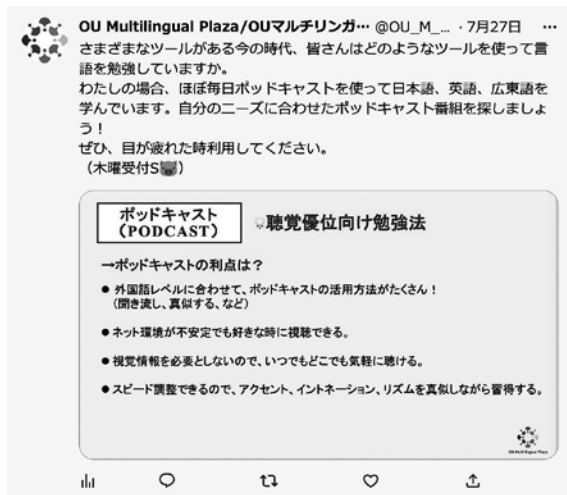 OU Multilingual Plaza/OUマルチリンガ… @OU_M_… · 7月27日 …
さまざまなツールがある今の時代、皆さんはどのようなツールを使って言
語を勉強していますか。
わたしの場合、ほぼ毎日ポッドキャストを使って日本語、英語、広東語を
学んでいます。自分のニーズに合わせたポッドキャスト番組を探しましょ
う！
ぜひ、目が疲れた時利用してください。
（木曜受付S🐷）
ポッドキャスト
（PODCAST）
聴覚優位向け勉強法
→ポッドキャストの利点は？
● 外国語レベルに合わせて、ポッドキャストの活用方法がたくさん！
（聞き流し、真似する、など）
● ネット環境が不安定でも好きな時に視聴できる。
● 視覚情報を必要としないので、いつでもどこでも気軽に聴ける。
● スピード調整できるので、アクセント、イントネーション、リズムを真似しながら習得する。
OU Multilingual Plaza